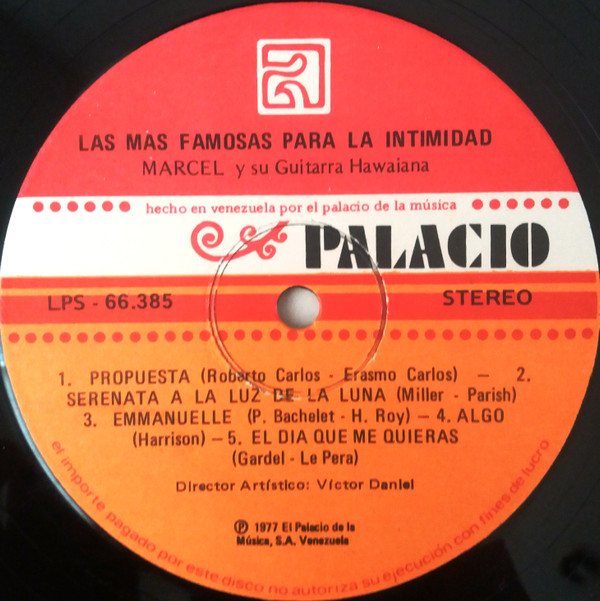 LAS MAS FAMOSAS PARA LA INTIMIDAD
MARCEL y su Guitarra Hawaiana
hecho en venezuela por el palacio de la música
PALACIO
LPS - 66.385
STEREO
1. PROPUESTA (Roberto Carlos - Erasmo Carlos) — 2.
SERENATA A LA LUZ DE LA LUNA (Miller - Parish)
3. EMMANUELLE (P. Bachelet - H. Roy) — 4. ALGO
(Harrison) — 5. EL DIA QUE ME QUIERAS
(Gardel - Le Pera)
Director Artístico: Víctor Daniel
℗ 1977 El Palacio de la
Música, S.A. Venezuela
el importe pagado por este disco no autoriza su ejecución con fines de lucro